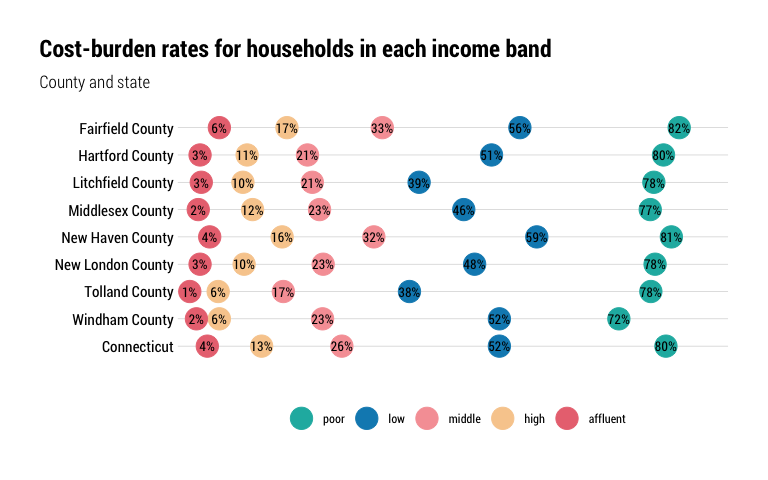 Cost-burden rates for households in each income band
County and state
Fairfield County 6% 17% 33% 56% 82%
Hartford County 3% 11% 21% 51% 80%
Litchfield County 3% 10% 21% 39% 78%
Middlesex County 2% 12% 23% 46% 77%
New Haven County 4% 16% 32% 59% 81%
New London County 3% 10% 23% 48% 78%
Tolland County 1% 6% 17% 38% 78%
Windham County 2% 6% 23% 52% 72%
Connecticut 4% 13% 26% 52% 80%
poor low middle high affluent